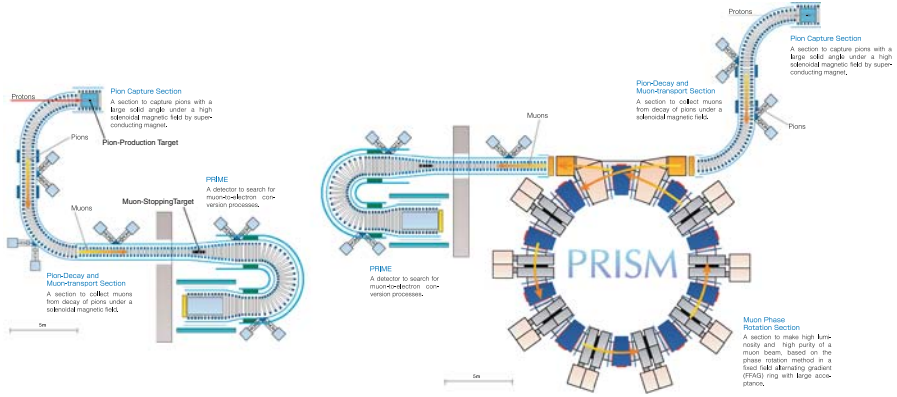 Protons
Pion Capture Section
A section to capture pions with a
large solid angle under a high
solenoidal magnetic field by super-
conducting magnet.
Pion-Production Target
Pions
PRIME
A detector to search for
muon-to-electron con-
version processes.
Muon-StoppingTarget
Muons
Pion-Decay and
Muon-transport Section
A section to collect muons
from decay of pions under a
solenoidal magnetic field.
5m
Protons
Pion Capture Section
A section to capture pions with a
large solid angle under a high
solenoidal magnetic field by super-
conducting magnet.
Pion-Decay and
Muon-transport Section
A section to collect muons
from decay of pions under a
solenoidal magnetic field.
Pions
Muons
PRISM
PRIME
A detector to search for
muon-to-electron con-
version processes.
Muon Phase
Rotation Section
A section to make high lumi-
nosity and high purity of a
muon beam, based on the
phase rotation method in a
fixed field alternating gradient
(FFAG) ring with large acce-
ptance.
5m